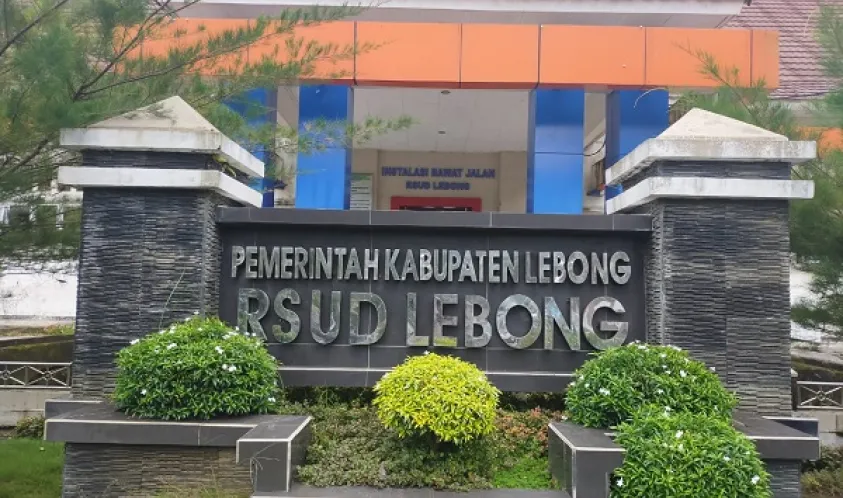 INSTALASI RAWAT JALAN
RSUD LEBONG
PEMERINTAH KABUPATEN LEBONG
RSUD LEBONG